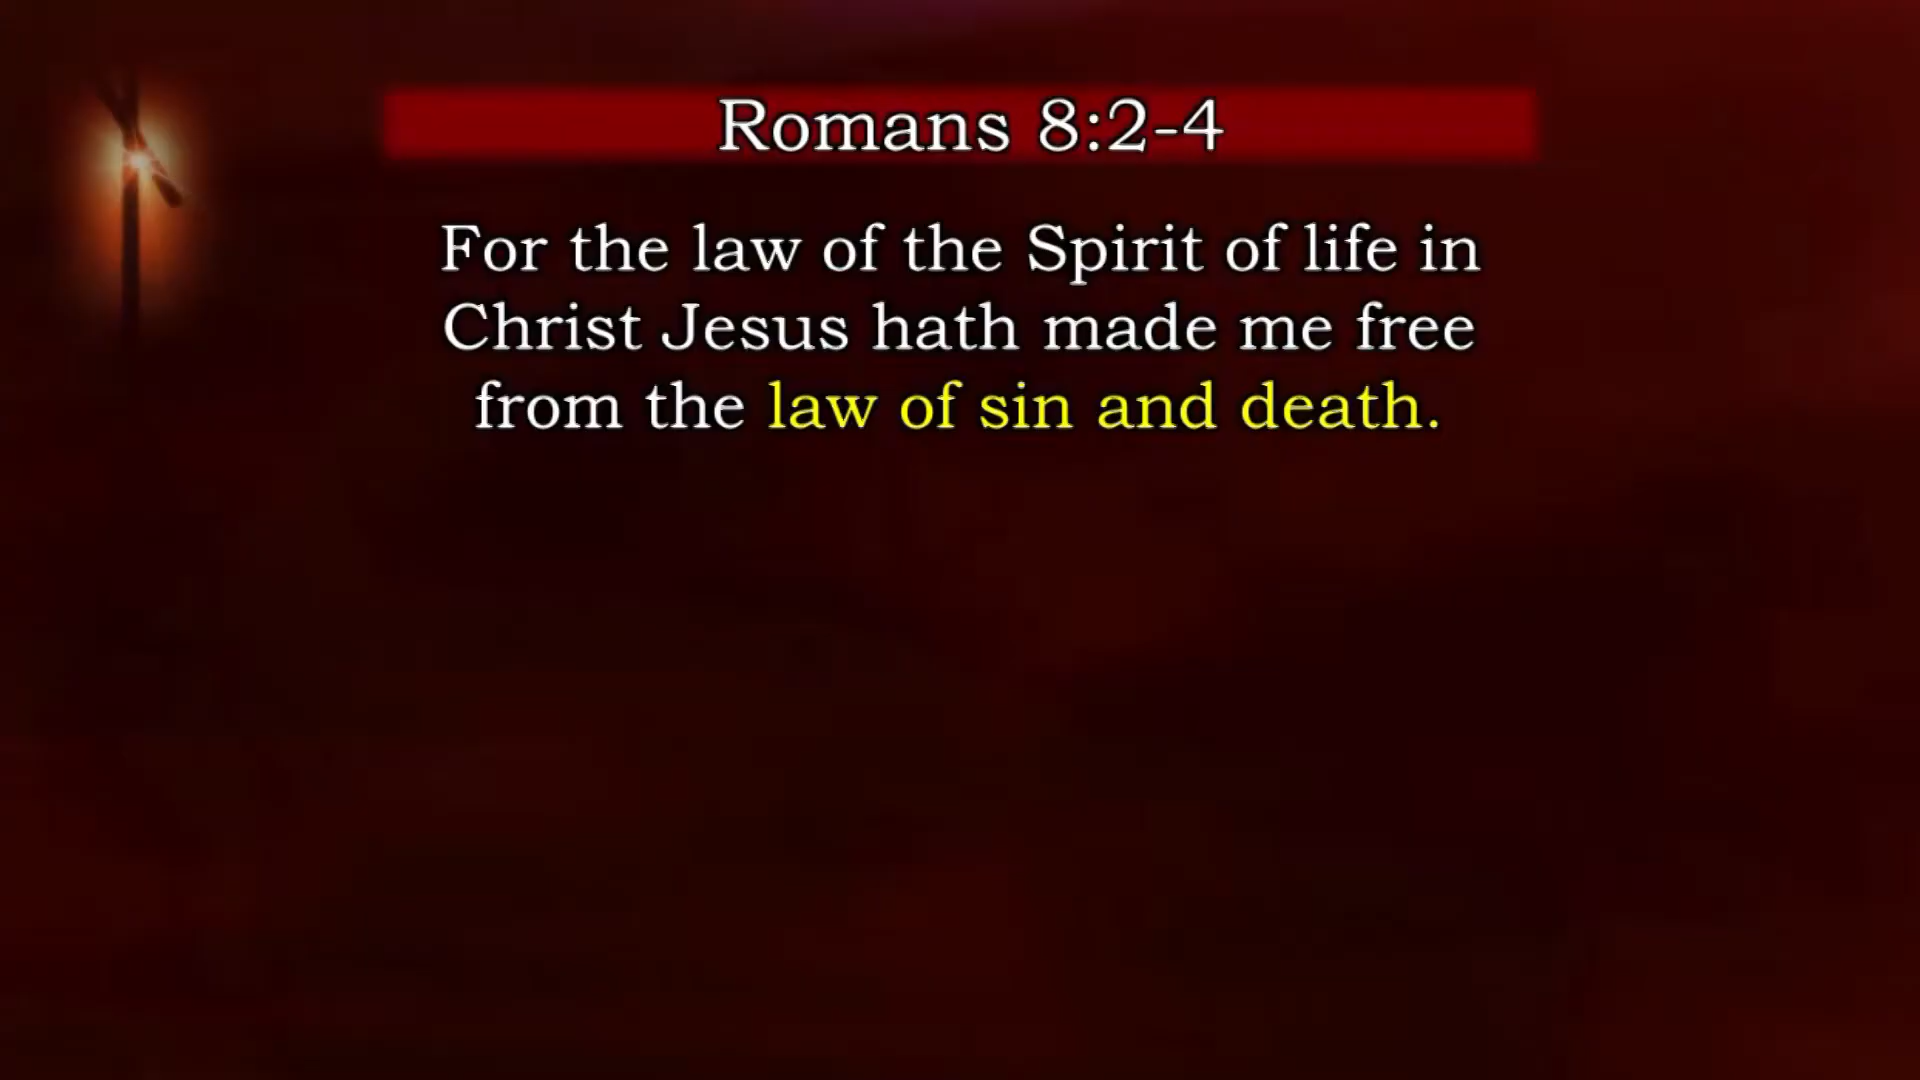 Romans 8:2-4
For the law of the Spirit of life in
Christ Jesus hath made me free
from the law of sin and death.